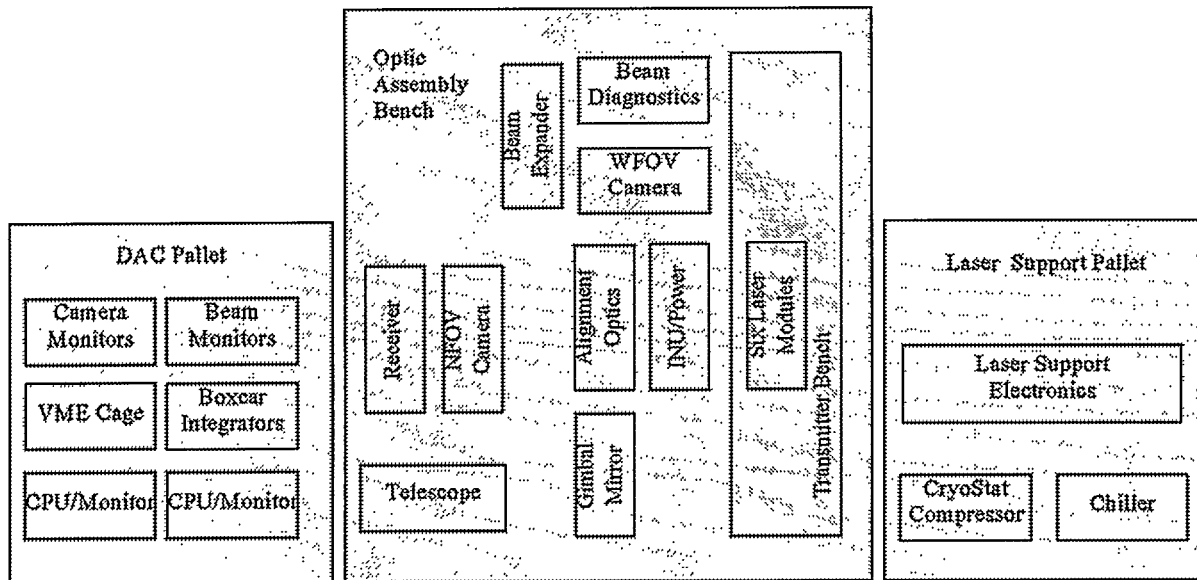 DAC Pallet
Camera
Monitors
Beam
Monitors
VME Cage
Boxcar
Integrators
CPU/Monitor
CPU/Monitor
Optic
Assembly
Bench
Beam
Expander
Beam
Diagnostics
WFOV
Camera
Receiver
NFOV
Camera
Alignment
Optics
INU/Power
Six Laser
Modules
Transmitter Bench
Telescope
Gimbal
Mirror
Laser Support Pallet
Laser Support
Electronics
CryoStat
Compressor
Chiller